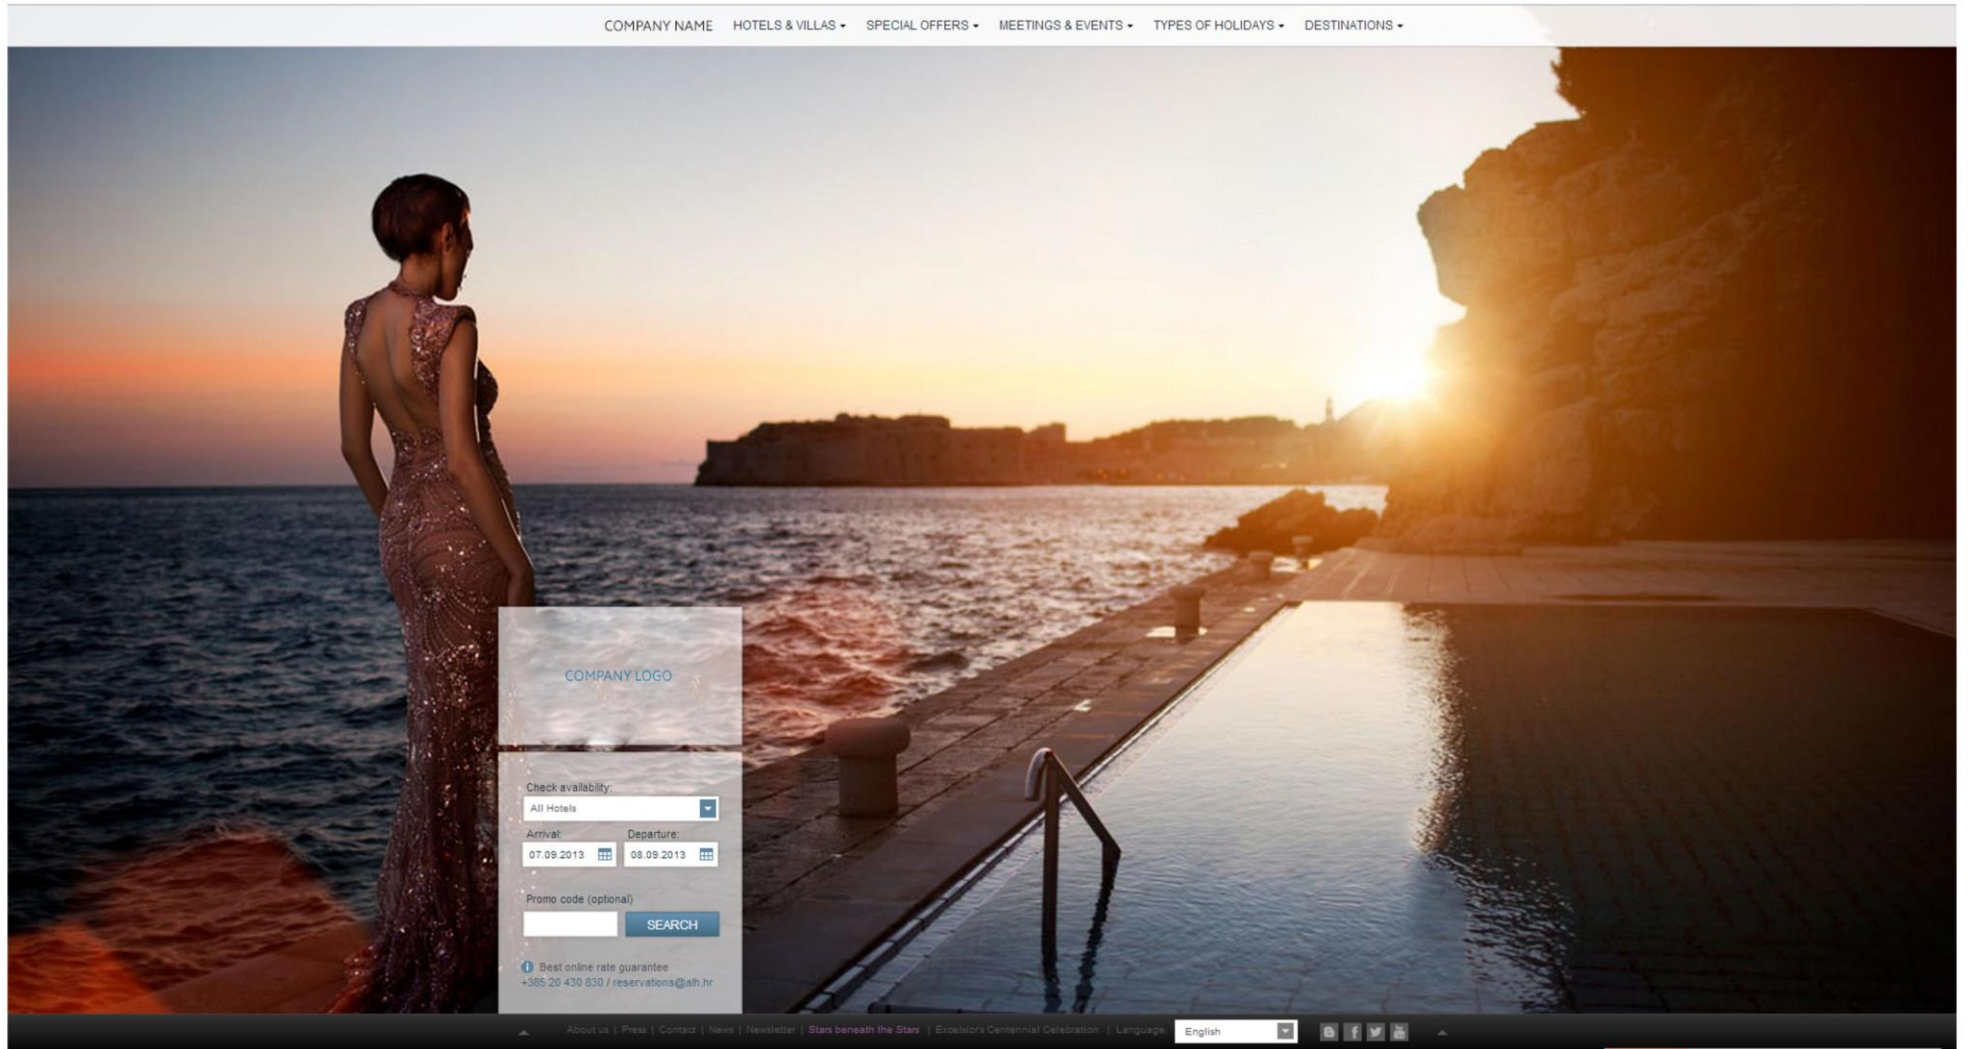 COMPANY NAME HOTELS & VILLAS SPECIAL OFFERS MEETINGS & EVENTS TYPES OF HOLIDAYS DESTINATIONS
COMPANY LOGO
Check availability:
All Hotels
Arrival: Departure:
07.09.2013 08.09.2013
Promo code (optional)
SEARCH
Best online rate guarantee
+385 20 430 830 / reservations@alh.hr
About us | Press | Contact | News | Newsletter | Stars beneath the Stars | Excelsior's Centennial Celebration | Language: English